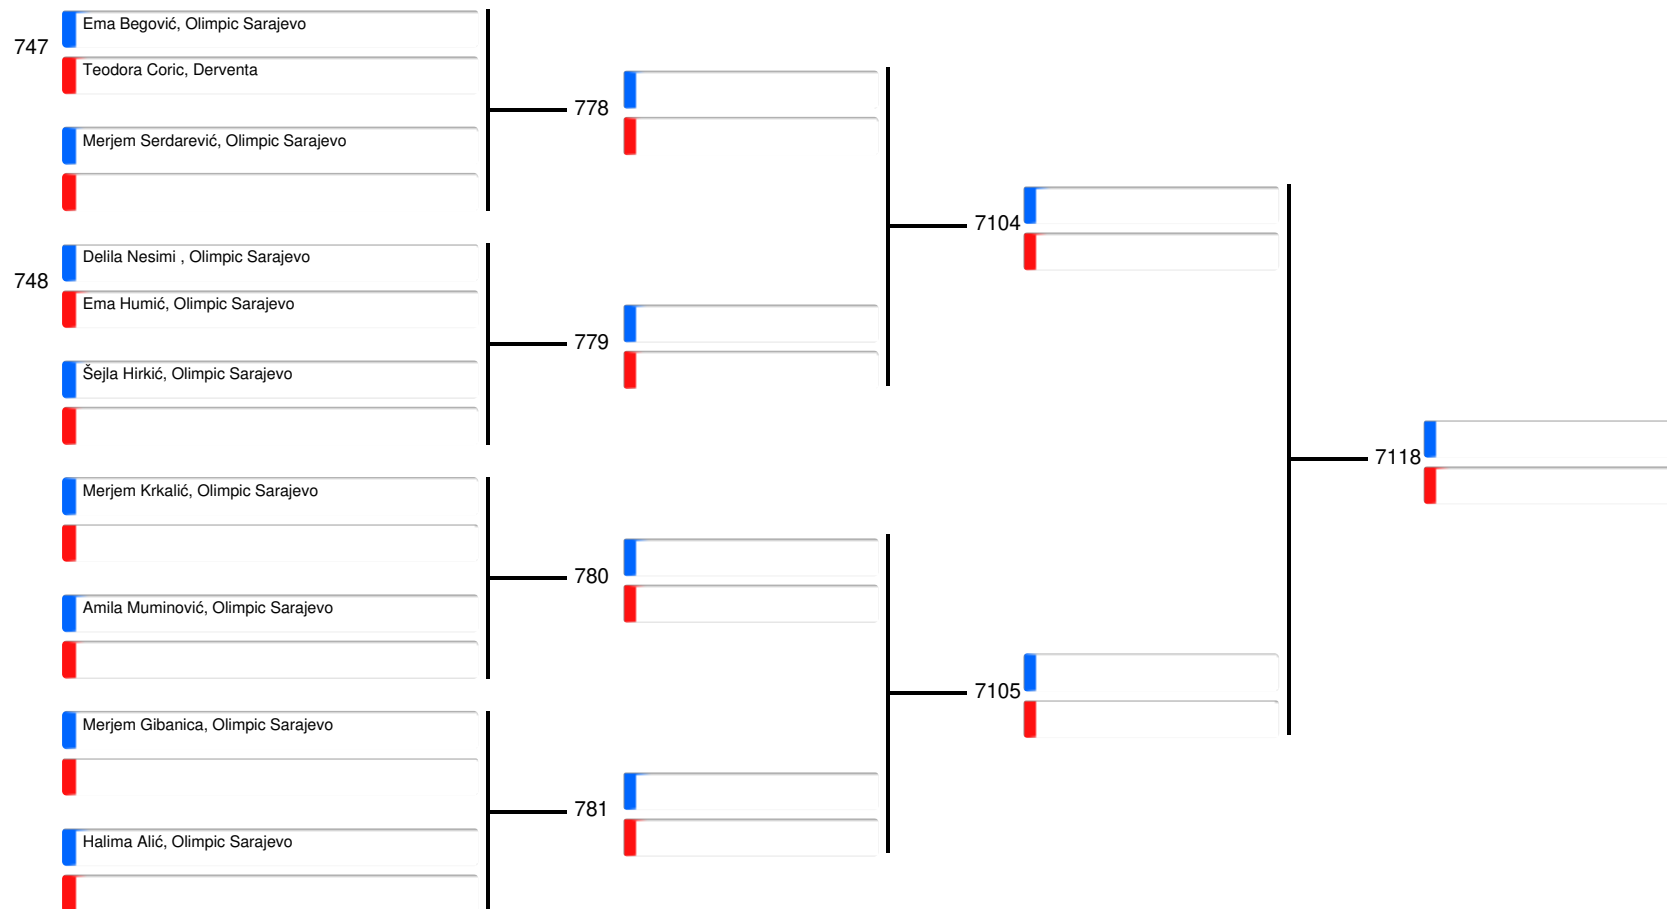 Ema Begović, Olimpic Sarajevo
747
Teodora Coric, Derventa
778
Merjem Serdarević, Olimpic Sarajevo
7104
Delila Nesimi , Olimpic Sarajevo
748
Ema Humić, Olimpic Sarajevo
779
Šejla Hirkić, Olimpic Sarajevo
7118
Merjem Krkalić, Olimpic Sarajevo
780
Amila Muminović, Olimpic Sarajevo
7105
Merjem Gibanica, Olimpic Sarajevo
781
Halima Alić, Olimpic Sarajevo